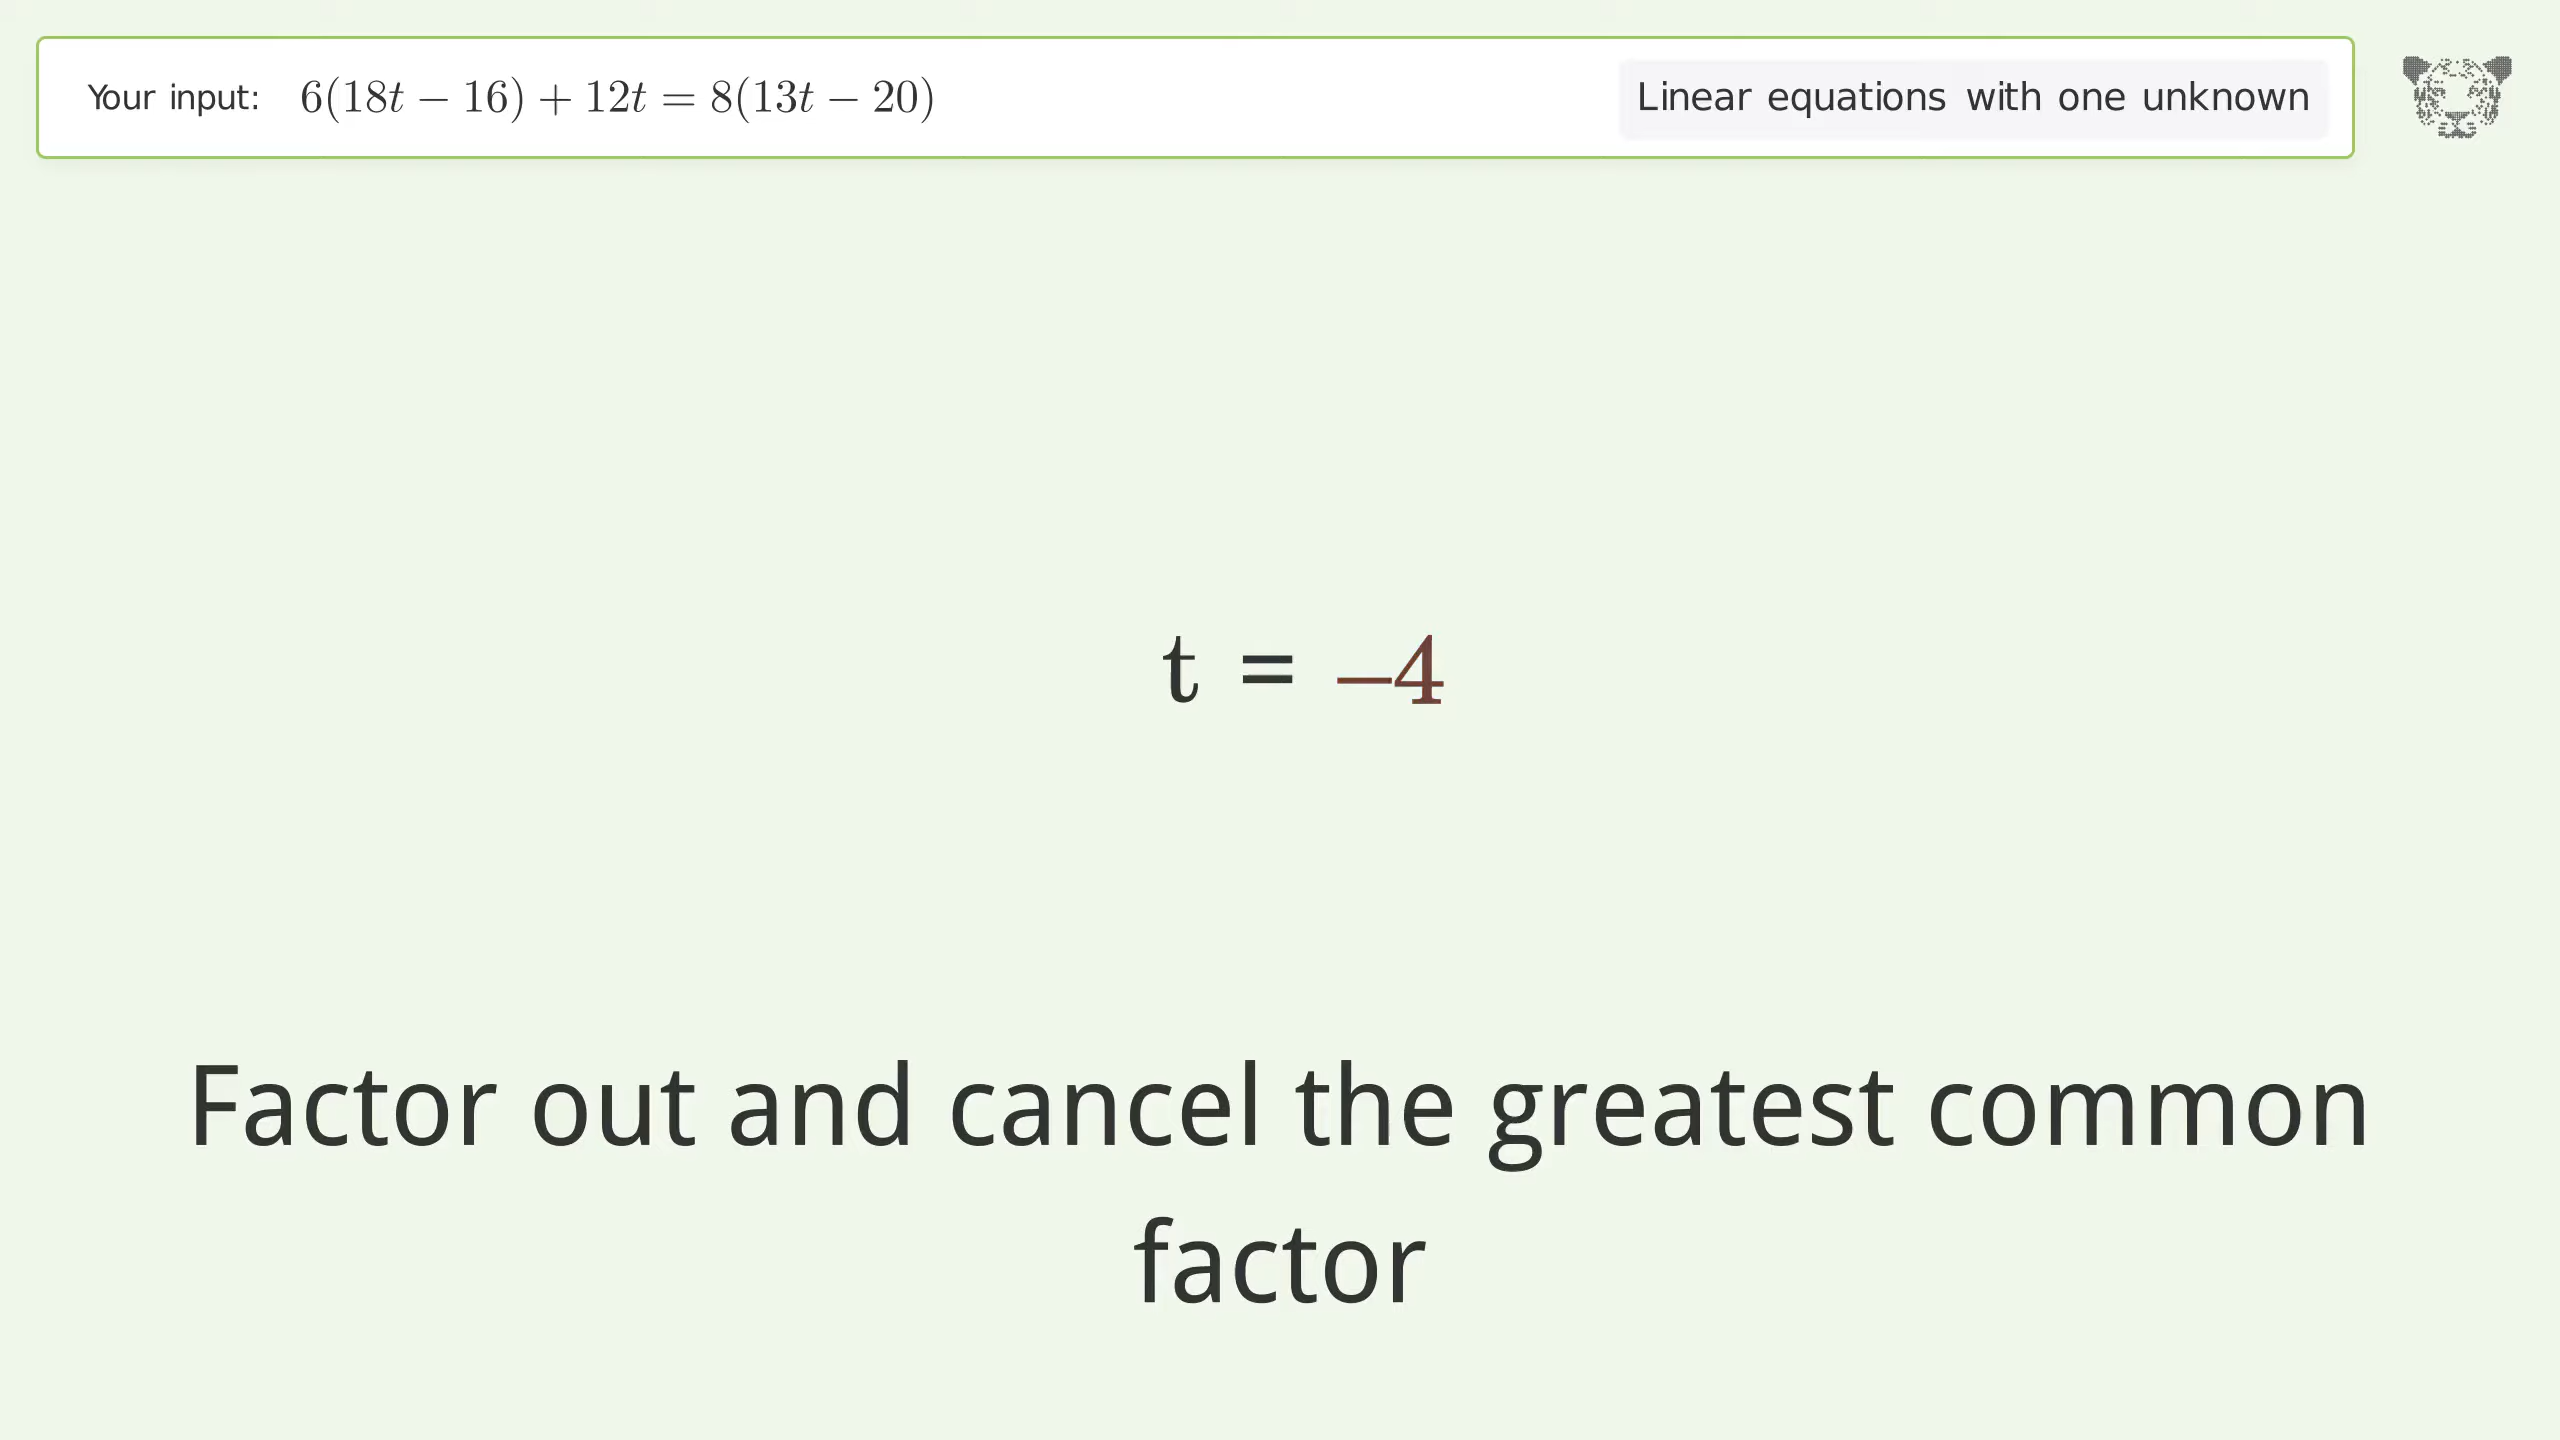 Your input: 6(18t − 16) + 12t = 8(13t − 20) Linear equations with one unknown
t = −4
Factor out and cancel the greatest common
factor